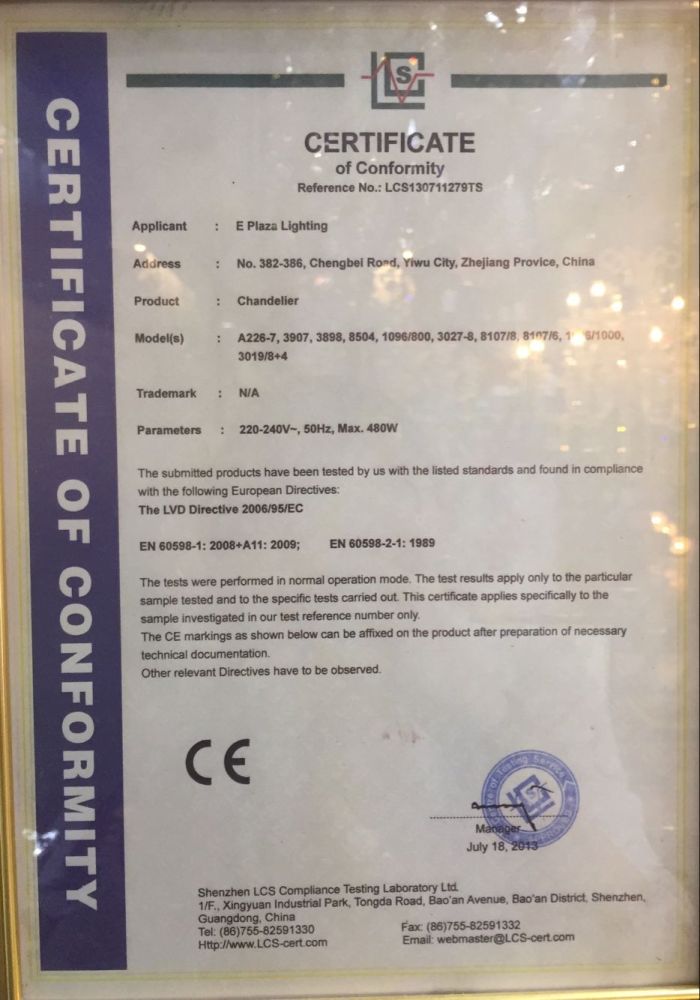 CERTIFICATE OF CONFORMITY
LCS
CERTIFICATE
of Conformity
Reference No.: LCS130711279TS
Applicant : E Plaza Lighting
Address : No. 382-386, Chengbei Road, Yiwu City, Zhejiang Provice, China
Product : Chandelier
Model(s) : A226-7, 3907, 3898, 8504, 1096/800, 3027-8, 8107/8, 8107/6,
3019/8+4
Trademark : N/A
Parameters : 220-240V~, 50Hz, Max. 480W
The submitted products have been tested by us with the listed standards and found in compliance
with the following European Directives:
The LVD Directive 2006/95/EC
EN 60598-1: 2008+A11: 2009; EN 60598-2-1: 1989
The tests were performed in normal operation mode. The test results apply only to the particular
sample tested and to the specific tests carried out. This certificate applies specifically to the
sample investigated in our test reference number only.
The CE markings as shown below can be affixed on the product after preparation of necessary
technical documentation.
Other relevant Directives have to be observed.
CE
Manager
July 18, 2013
Shenzhen LCS Compliance Testing Laboratory Ltd.
1/F., Xingyuan Industrial Park, Tongda Road, Bao'an Avenue, Bao'an District, Shenzhen,
Guangdong, China
Tel: (86)755-82591330 Fax: (86)755-82591332
Http://www.LCS-cert.com Email: webmaster@LCS-cert.com